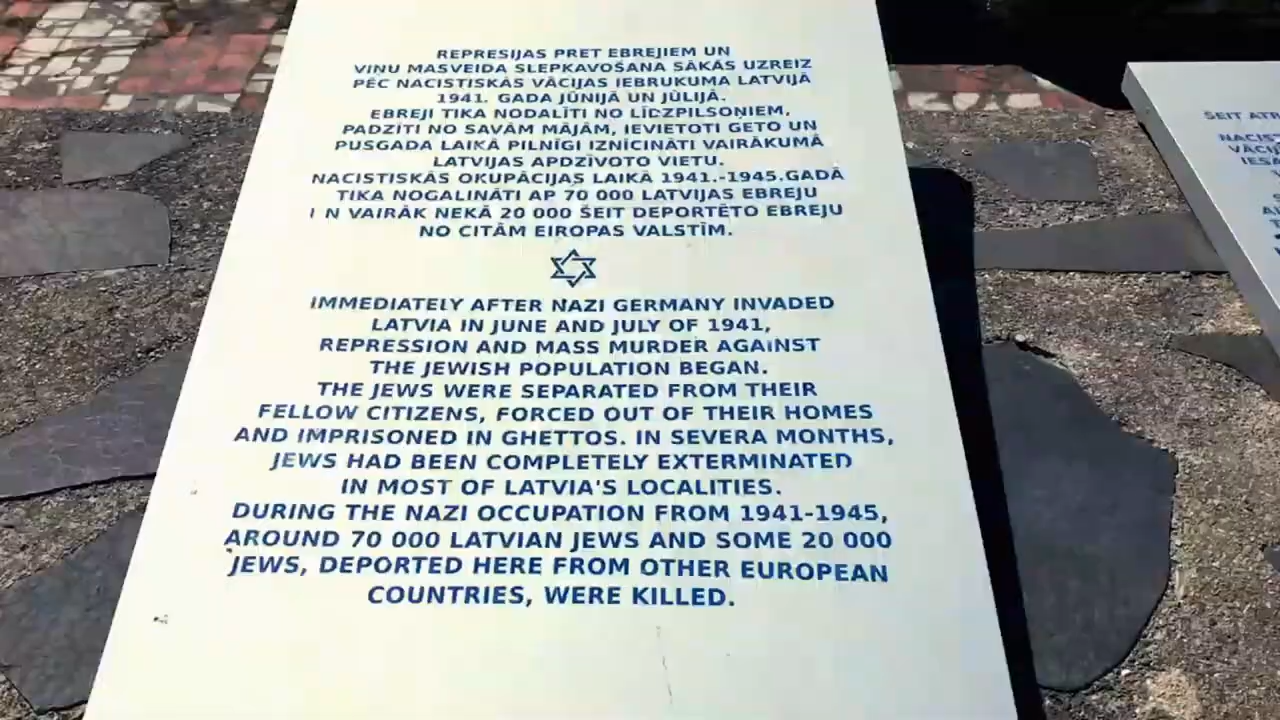 REPRESIJAS PRET EBREJIEM UN
VIŅU MASVEIDA SLEPKAVOŠANA SĀKĀS UZREIZ
PĒC NACISTISKĀS VĀCIJAS IEBRUKUMA LATVIJĀ
1941. GADA JŪNIJĀ UN JŪLIJĀ.
EBREJI TIKA NODALĪTI NO LĪDZPILSOŅIEM,
PADZĪTI NO SAVĀM MĀJĀM, IEVIETOTI GETO UN
PUSGADA LAIKĀ PILNĪGI IZNĪCINĀTI VAIRĀKUMĀ
LATVIJAS APDZĪVOTO VIETU.
NACISTISKĀS OKUPĀCIJAS LAIKĀ 1941.-1945.GADĀ
TIKA NOGALINĀTI AP 70 000 LATVIJAS EBREJU
N VAIRĀK NEKĀ 20 000 ŠEIT DEPORTĒTO EBREJU
NO CITĀM EIROPAS VALSTĪM.
IMMEDIATELY AFTER NAZI GERMANY INVADED
LATVIA IN JUNE AND JULY OF 1941,
REPRESSION AND MASS MURDER AGAINST
THE JEWISH POPULATION BEGAN.
THE JEWS WERE SEPARATED FROM THEIR
FELLOW CITIZENS, FORCED OUT OF THEIR HOMES
AND IMPRISONED IN GHETTOS. IN SEVERA MONTHS,
JEWS HAD BEEN COMPLETELY EXTERMINATED
IN MOST OF LATVIA'S LOCALITIES.
DURING THE NAZI OCCUPATION FROM 1941-1945,
AROUND 70 000 LATVIAN JEWS AND SOME 20 000
JEWS, DEPORTED HERE FROM OTHER EUROPEAN
COUNTRIES, WERE KILLED.
ŠEIT